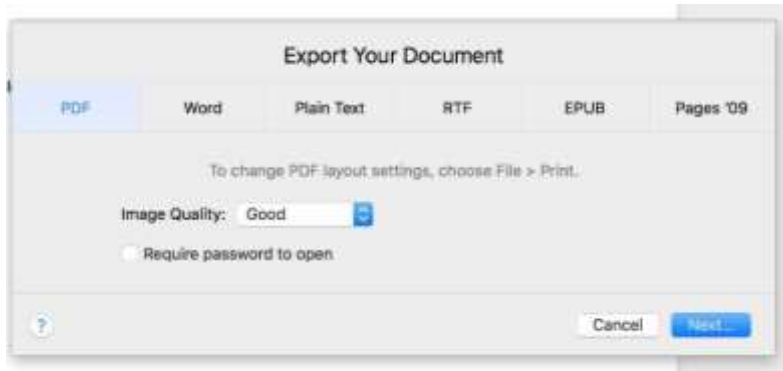 Export Your Document
PDF Word Plain Text RTF EPUB Pages '09
To change PDF layout settings, choose File > Print.
Image Quality: Good
Require password to open
? Cancel Next...